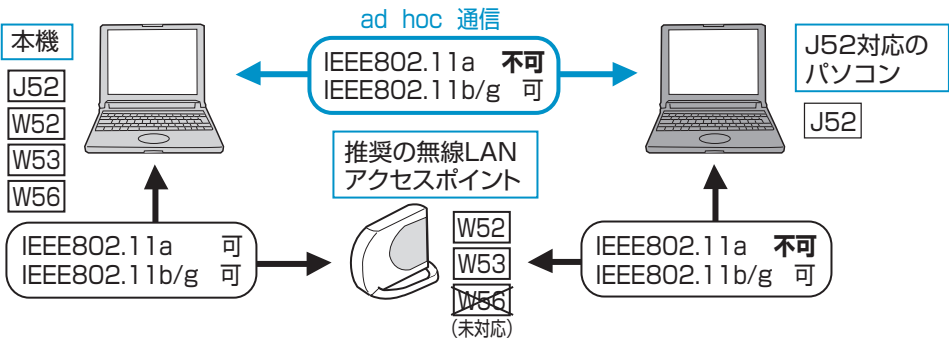 ad hoc 通信
本機
IEEE802.11a 不可
IEEE802.11b/g 可
J52対応の
パソコン
J52
W52
W53
W56
J52
推奨の無線LAN
アクセスポイント
IEEE802.11a 可
IEEE802.11b/g 可
W52
W53
W56
(未対応)
IEEE802.11a 不可
IEEE802.11b/g 可